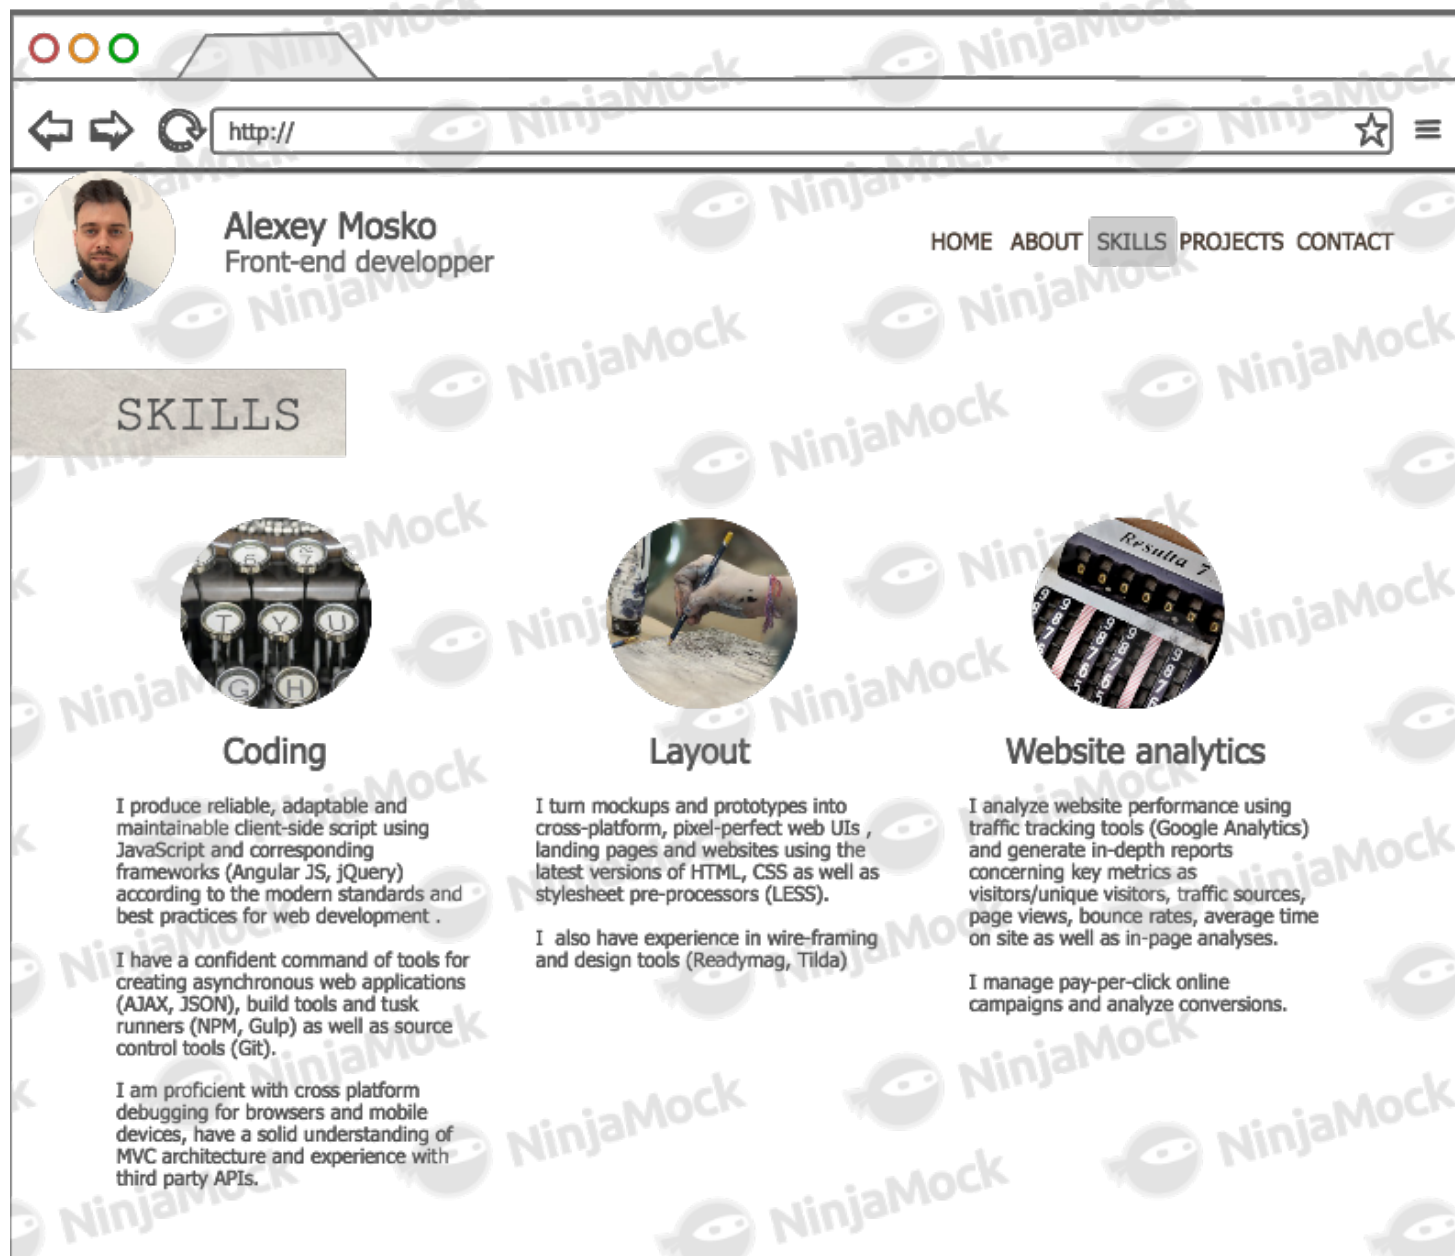 http://
Alexey Mosko
Front-end developper
HOME ABOUT SKILLS PROJECTS CONTACT
SKILLS
Coding
I produce reliable, adaptable and
maintainable client-side script using
JavaScript and corresponding
frameworks (Angular JS, jQuery)
according to the modern standards and
best practices for web development .
I have a confident command of tools for
creating asynchronous web applications
(AJAX, JSON), build tools and tusk
runners (NPM, Gulp) as well as source
control tools (Git).
I am proficient with cross platform
debugging for browsers and mobile
devices, have a solid understanding of
MVC architecture and experience with
third party APIs.
Layout
I turn mockups and prototypes into
cross-platform, pixel-perfect web UIs ,
landing pages and websites using the
latest versions of HTML, CSS as well as
stylesheet pre-processors (LESS).
I also have experience in wire-framing
and design tools (Readymag, Tilda)
Resulta 7
Website analytics
I analyze website performance using
traffic tracking tools (Google Analytics)
and generate in-depth reports
concerning key metrics as
visitors/unique visitors, traffic sources,
page views, bounce rates, average time
on site as well as in-page analyses.
I manage pay-per-click online
campaigns and analyze conversions.
NinjaMock